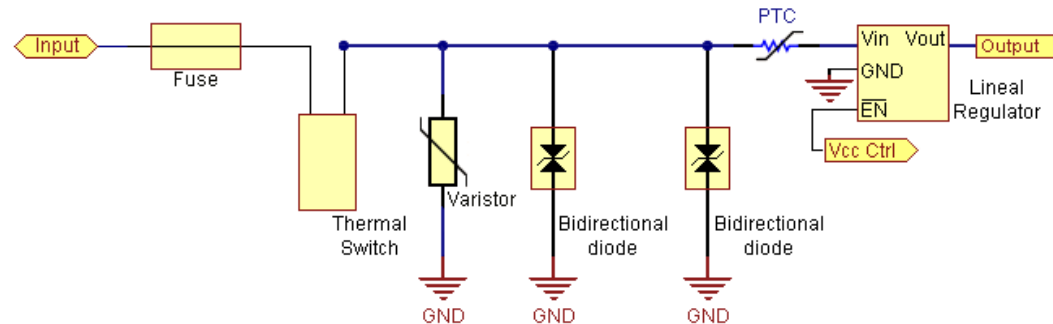 PTC
Input
Fuse
Vin
Vout
Output
GND
EN
Lineal
Regulator
Vcc Ctrl
Varistor
Thermal
Switch
Bidirectional
diode
Bidirectional
diode
GND
GND
GND